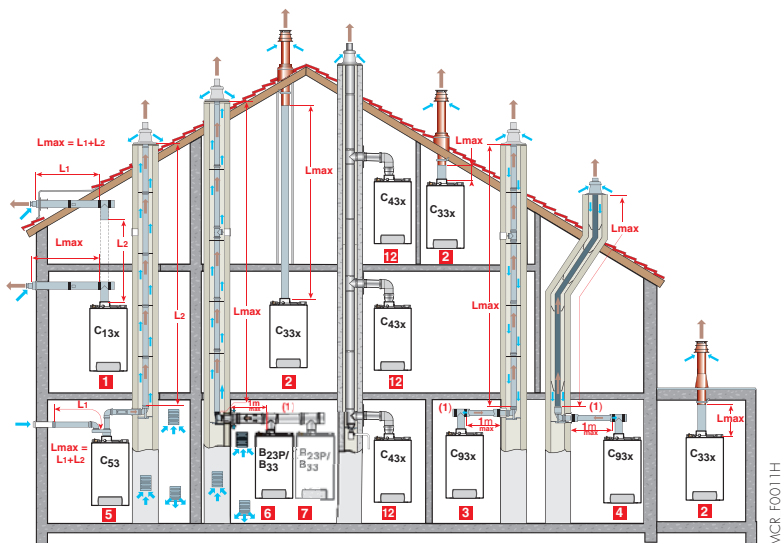 Lmax = L1+L2
L1
Lmax
L2
C13x
1
L2
Lmax
Lmax
C33x
2
C43x
12
C33x
2
Lmax
Lmax
Lmax
C43x
12
L1
Lmax =
L1+L2
C53
5
1m
max
(1)
B23P/
B33
6
B23P/
B33
7
C43x
12
(1)
1m
max
C93x
3
(1)
1m
max
C93x
4
Lmax
C33x
2
MCR F0011H